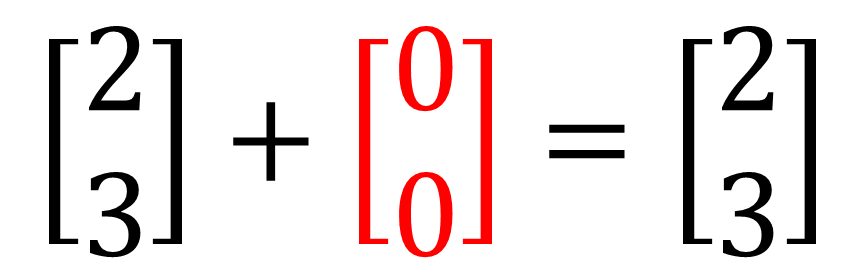 [2 3] + [0 0] = [2 3]